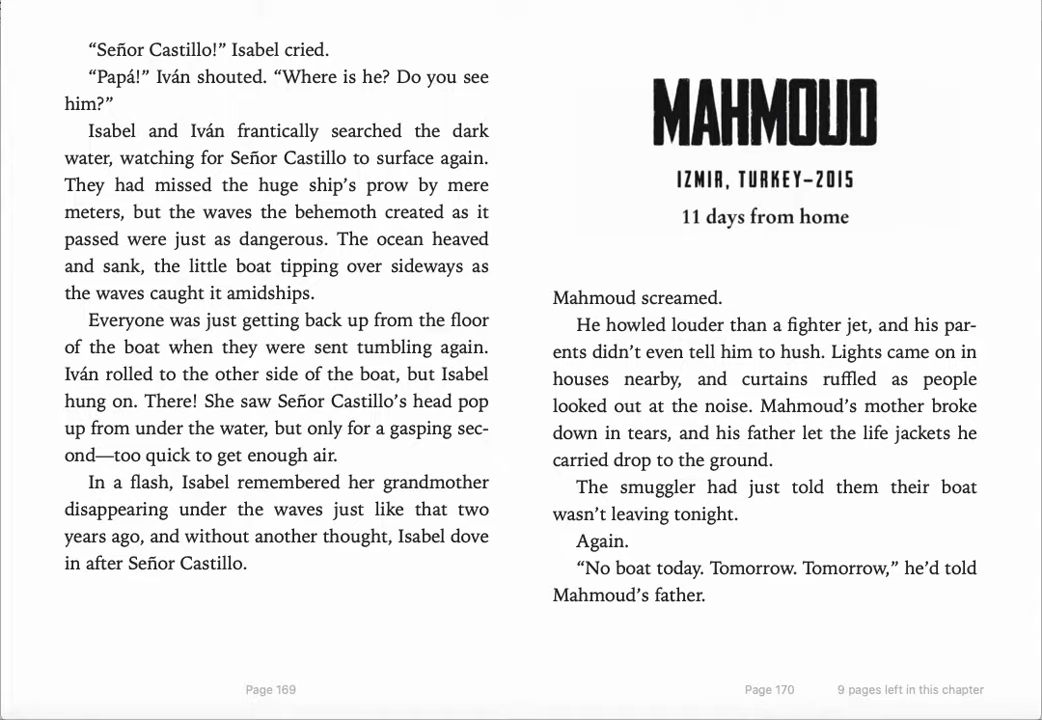 “Señor Castillo!” Isabel cried.
“Papá!” Iván shouted. “Where is he? Do you see
him?”
Isabel and Iván frantically searched the dark
water, watching for Señor Castillo to surface again.
They had missed the huge ship’s prow by mere
meters, but the waves the behemoth created as it
passed were just as dangerous. The ocean heaved
and sank, the little boat tipping over sideways as
the waves caught it amidships.
Everyone was just getting back up from the floor
of the boat when they were sent tumbling again.
Iván rolled to the other side of the boat, but Isabel
hung on. There! She saw Señor Castillo’s head pop
up from under the water, but only for a gasping sec-
ond—too quick to get enough air.
In a flash, Isabel remembered her grandmother
disappearing under the waves just like that two
years ago, and without another thought, Isabel dove
in after Señor Castillo.
Page 169
MAHMOUD
IZMIR, TURKEY–2015
11 days from home
Mahmoud screamed.
He howled louder than a fighter jet, and his par-
ents didn’t even tell him to hush. Lights came on in
houses nearby, and curtains ruffled as people
looked out at the noise. Mahmoud’s mother broke
down in tears, and his father let the life jackets he
carried drop to the ground.
The smuggler had just told them their boat
wasn’t leaving tonight.
Again.
“No boat today. Tomorrow. Tomorrow,” he’d told
Mahmoud’s father.
Page 170
9 pages left in this chapter